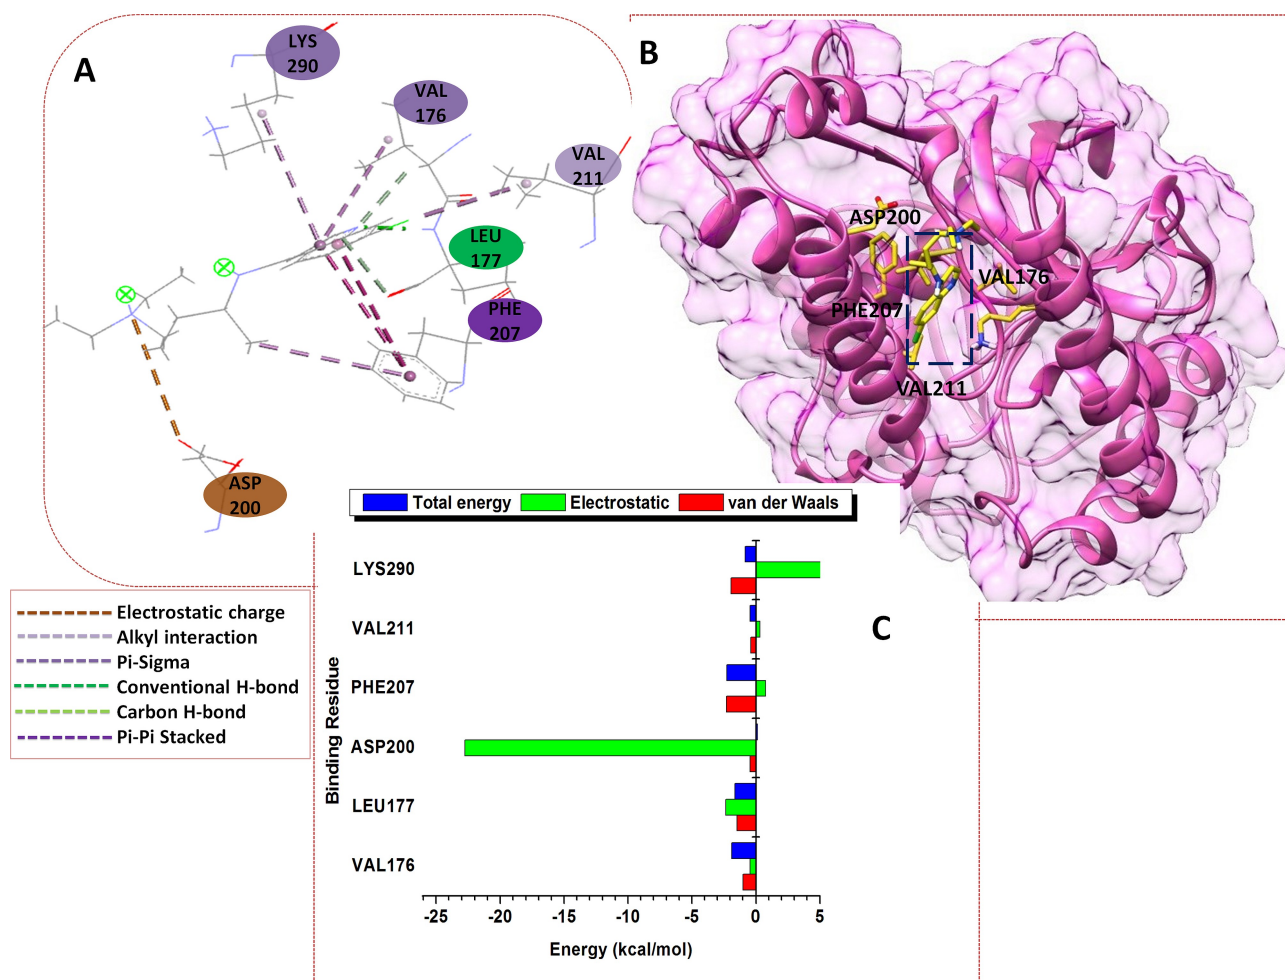 A
LYS
290
VAL
176
VAL
211
LEU
177
PHE
207
ASP
200
B
ASP200
VAL176
PHE207
VAL211
Electrostatic charge
Alkyl interaction
Pi-Sigma
Conventional H-bond
Carbon H-bond
Pi-Pi Stacked
C
Total energy Electrostatic van der Waals
Binding Residue
LYS290
VAL211
PHE207
ASP200
LEU177
VAL176
-25 -20 -15 -10 -5 0 5
Energy (kcal/mol)